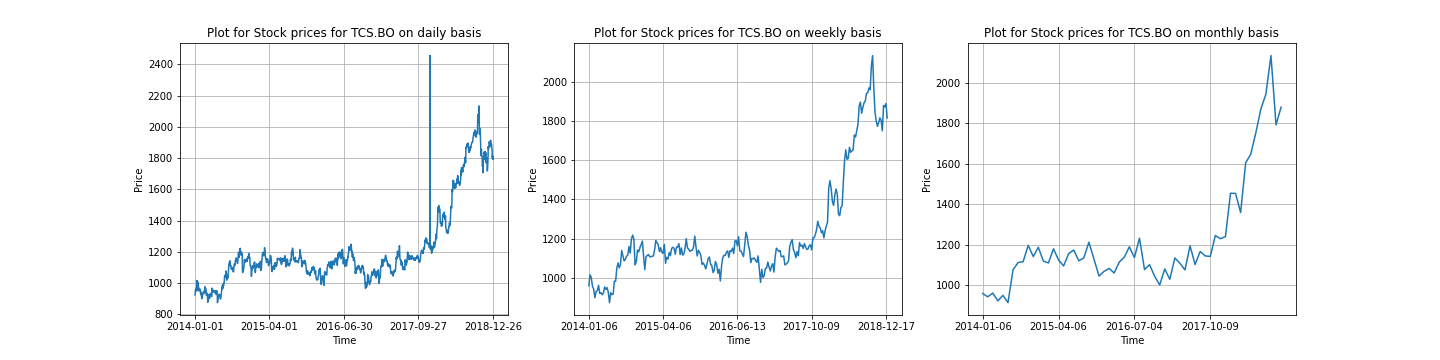 Plot for Stock prices for TCS.BO on daily basis
2400
2200
2000
1800
1600
1400
1200
1000
800
Price
2014-01-01 2015-04-01 2016-06-30 2017-09-27 2018-12-26
Time
Plot for Stock prices for TCS.BO on weekly basis
2000
1800
1600
1400
1200
1000
Price
2014-01-06 2015-04-06 2016-06-13 2017-10-09 2018-12-17
Time
Plot for Stock prices for TCS.BO on monthly basis
2000
1800
1600
1400
1200
1000
Price
2014-01-06 2015-04-06 2016-07-04 2017-10-09
Time